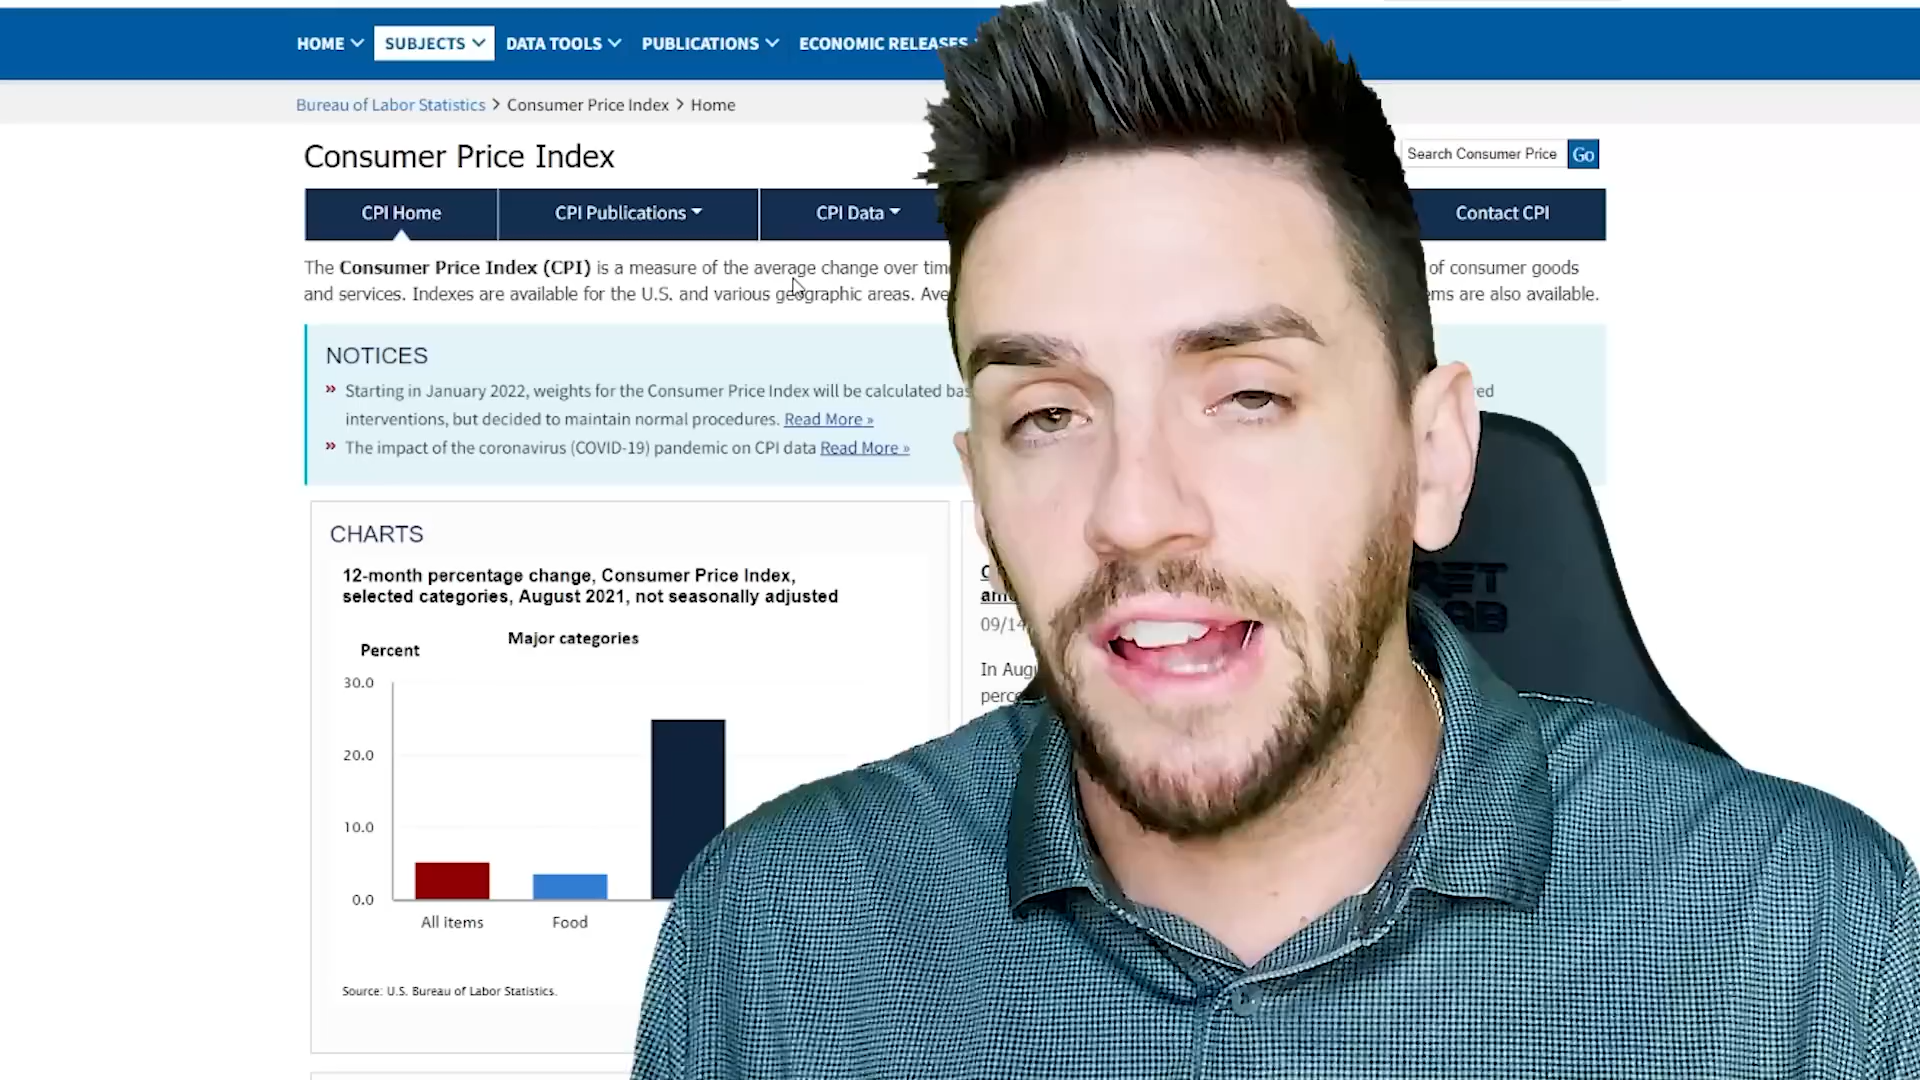 HOME SUBJECTS DATA TOOLS PUBLICATIONS ECONOMIC RELEASES
Bureau of Labor Statistics > Consumer Price Index > Home
Consumer Price Index
Search Consumer Price Go
CPI Home CPI Publications CPI Data Contact CPI
The Consumer Price Index (CPI) is a measure of the average change over of consumer goods
and services. Indexes are available for the U.S. and various geographic areas. are also available.
NOTICES
» Starting in January 2022, weights for the Consumer Price Index will be calculated
interventions, but decided to maintain normal procedures. Read More »
» The impact of the coronavirus (COVID-19) pandemic on CPI data Read More »
CHARTS
12-month percentage change, Consumer Price Index,
selected categories, August 2021, not seasonally adjusted
Major categories
Percent
30.0
20.0
10.0
0.0
All items Food
Source: U.S. Bureau of Labor Statistics.
09/14
In